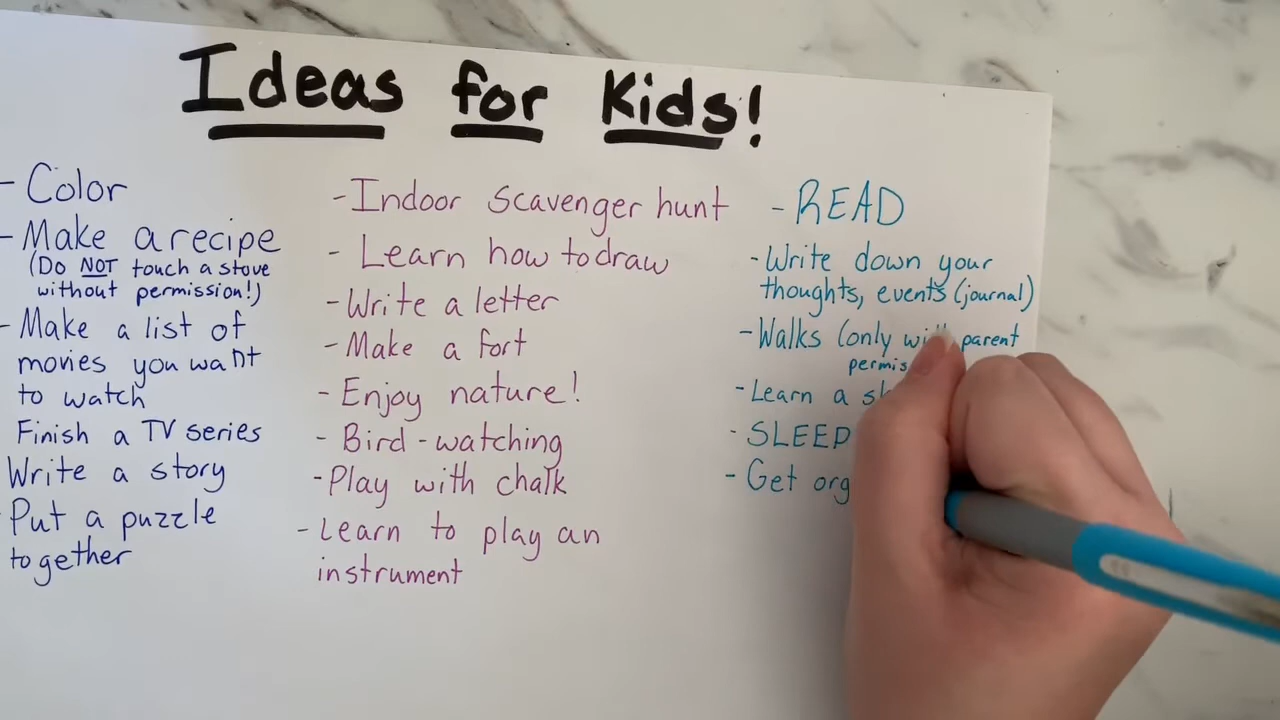 Ideas for Kids!
- Color
- Make a recipe
(Do NOT touch a stove
without permission!)
- Make a list of
movies you want
to watch
Finish a TV series
Write a story
Put a puzzle
together
- Indoor scavenger hunt
- Learn how to draw
- Write a letter
- Make a fort
- Enjoy nature!
- Bird-watching
- Play with chalk
- Learn to play an
instrument
- READ
- Write down your
thoughts, events (journal)
- Walks (only with parent
- Learn a
- SLEEP
- Get